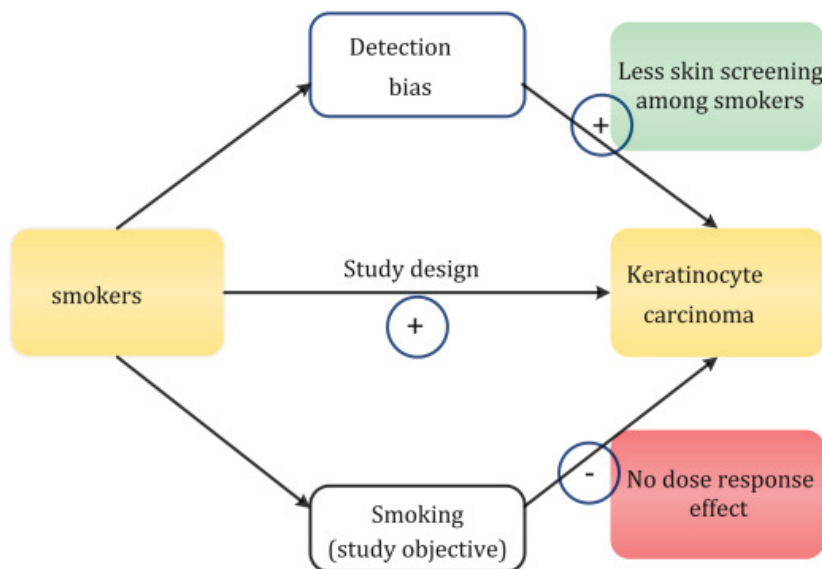 Detection
bias
Less skin screening
among smokers
+
smokers
Study design
+
Keratinocyte
carcinoma
Smoking
(study objective)
-
No dose response
effect